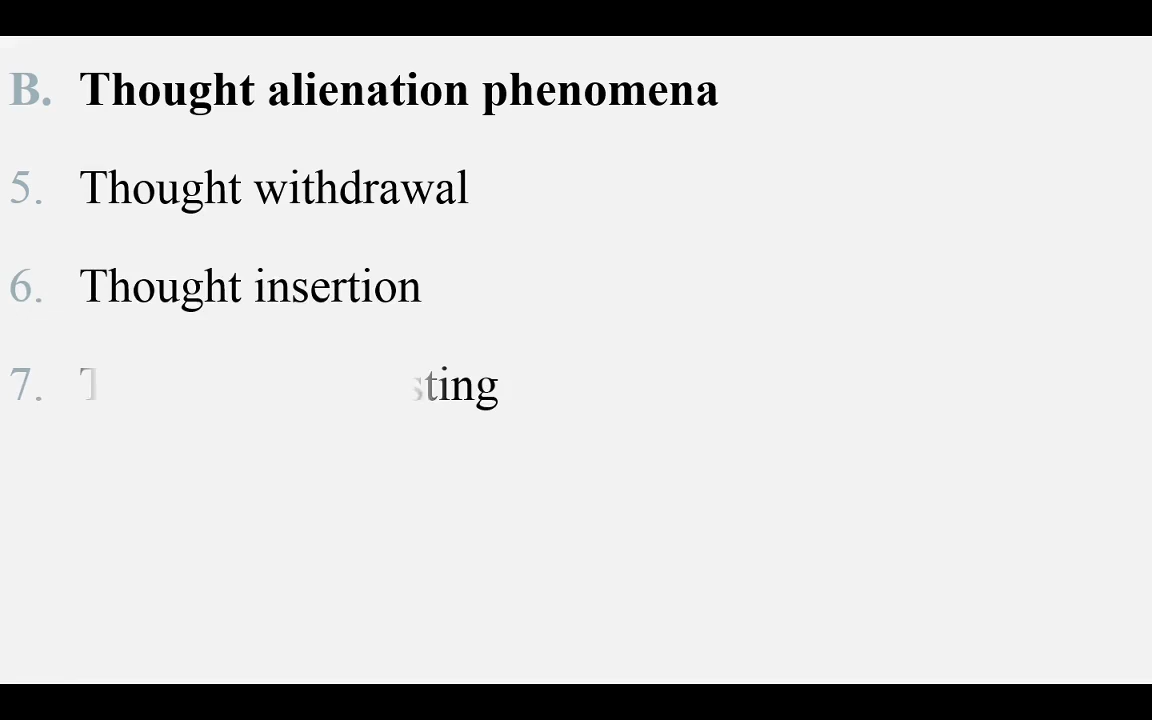 B. Thought alienation phenomena
5. Thought withdrawal
6. Thought insertion
7.